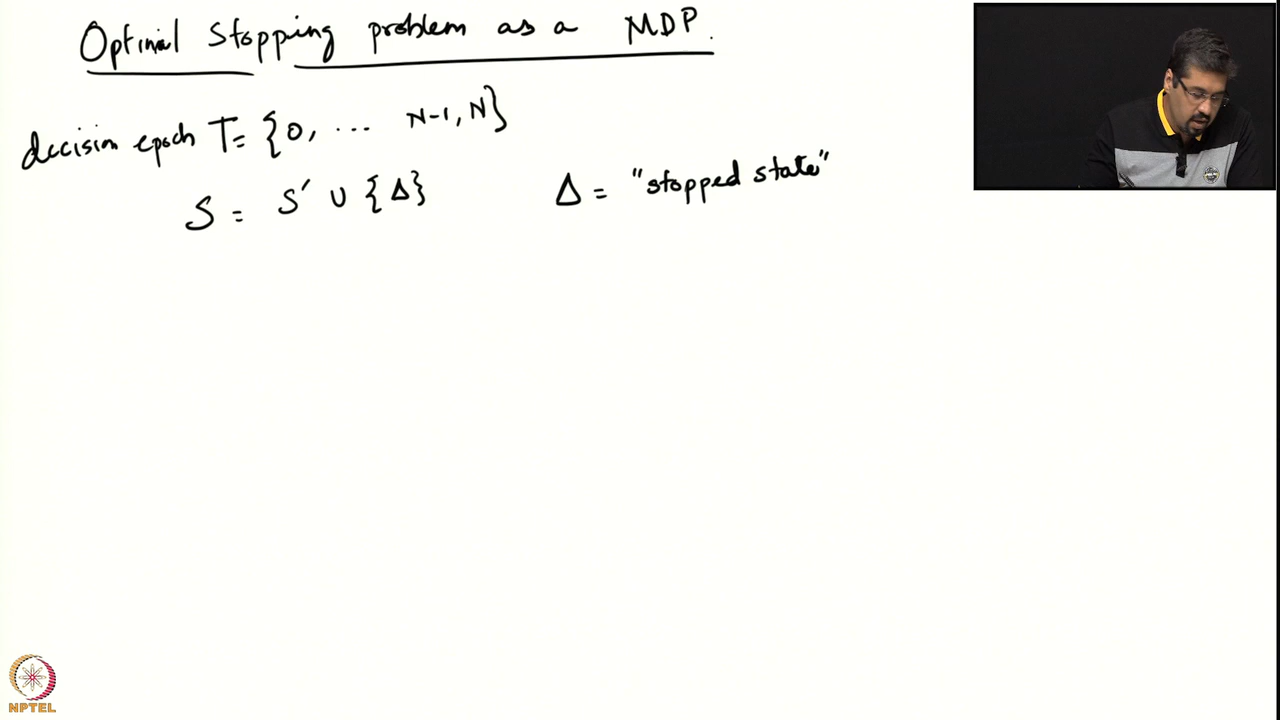 Optimal stopping problem as a MDP.
decision epoch T = {0, ... N-1, N}
S = S' ∪ {Δ} Δ = "stopped state"
NPTEL